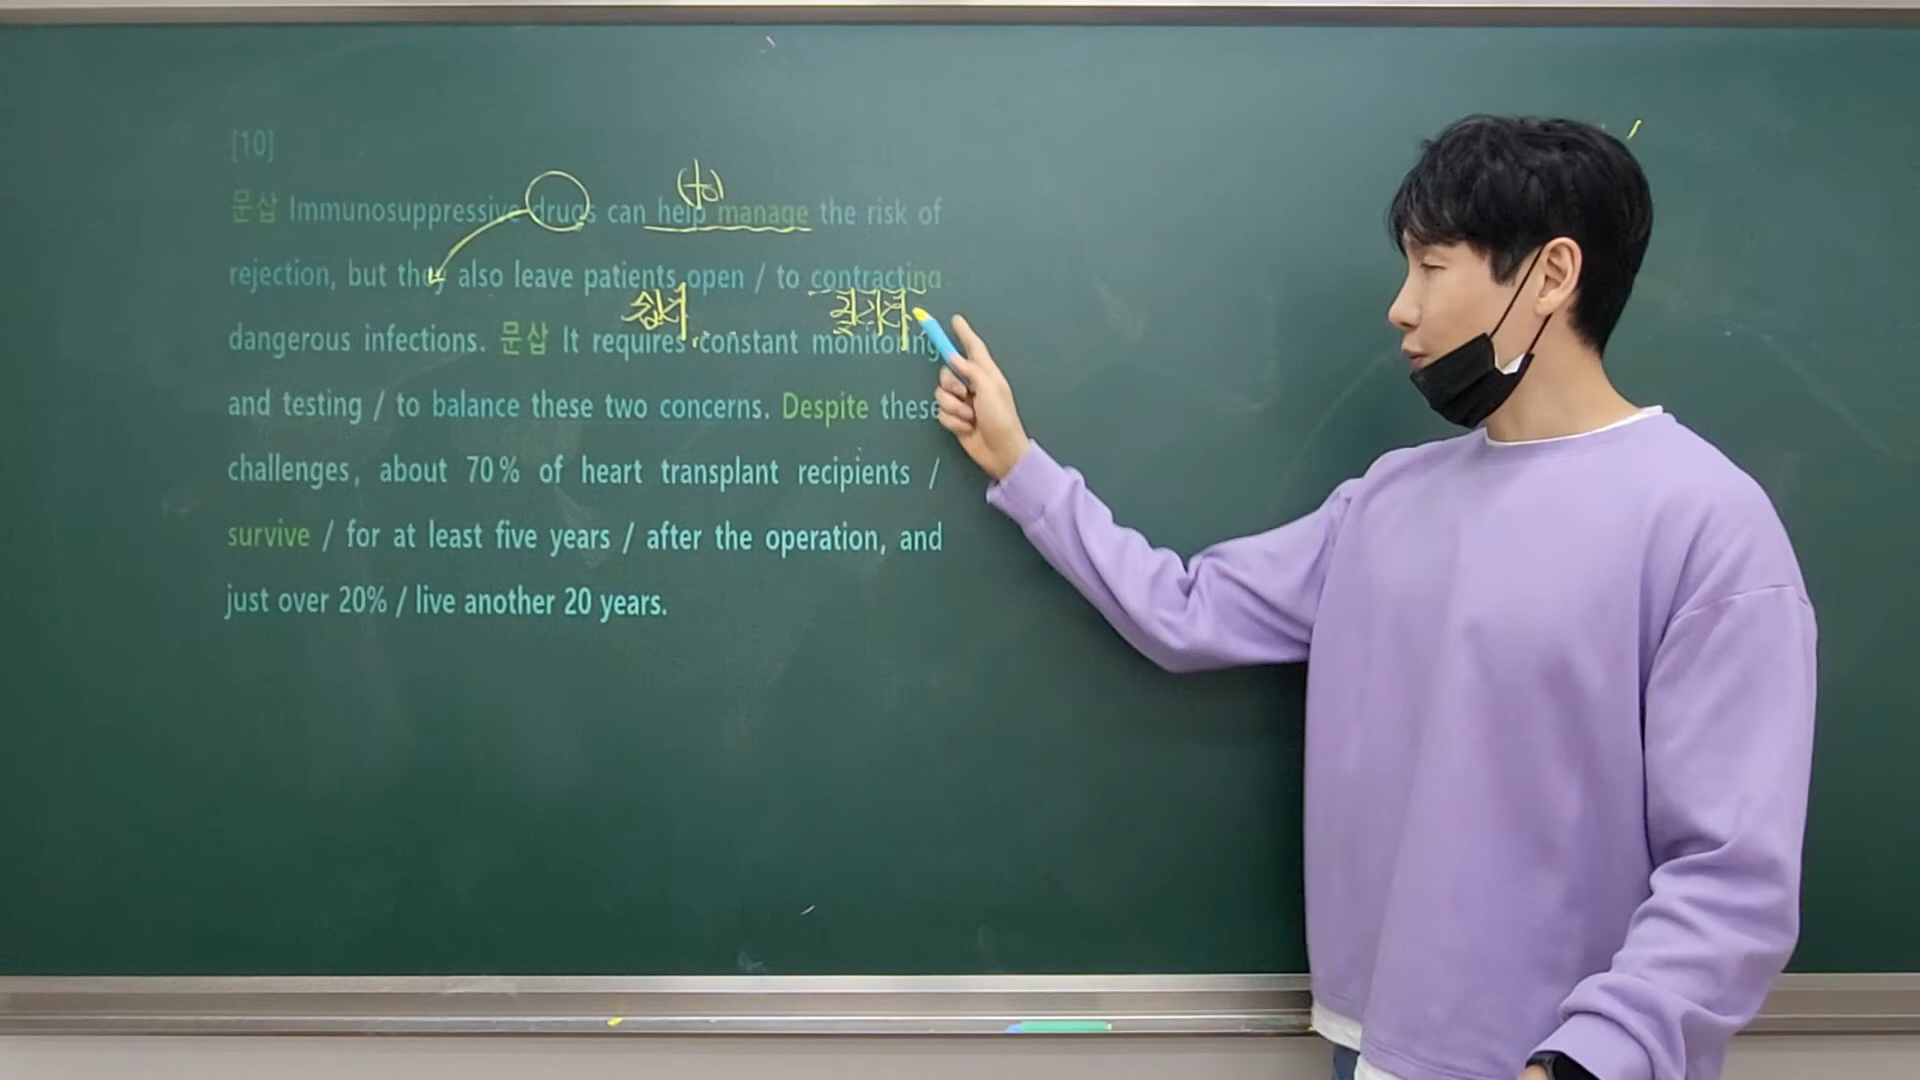 [10]
(to)
문삽 Immunosuppressive drugs can help manage the risk of
rejection, but they also leave patients open / to contracting
dangerous infections. 문삽 It requires constant monitoring
and testing / to balance these two concerns. Despite these
challenges, about 70% of heart transplant recipients /
survive / for at least five years / after the operation, and
just over 20% / live another 20 years.